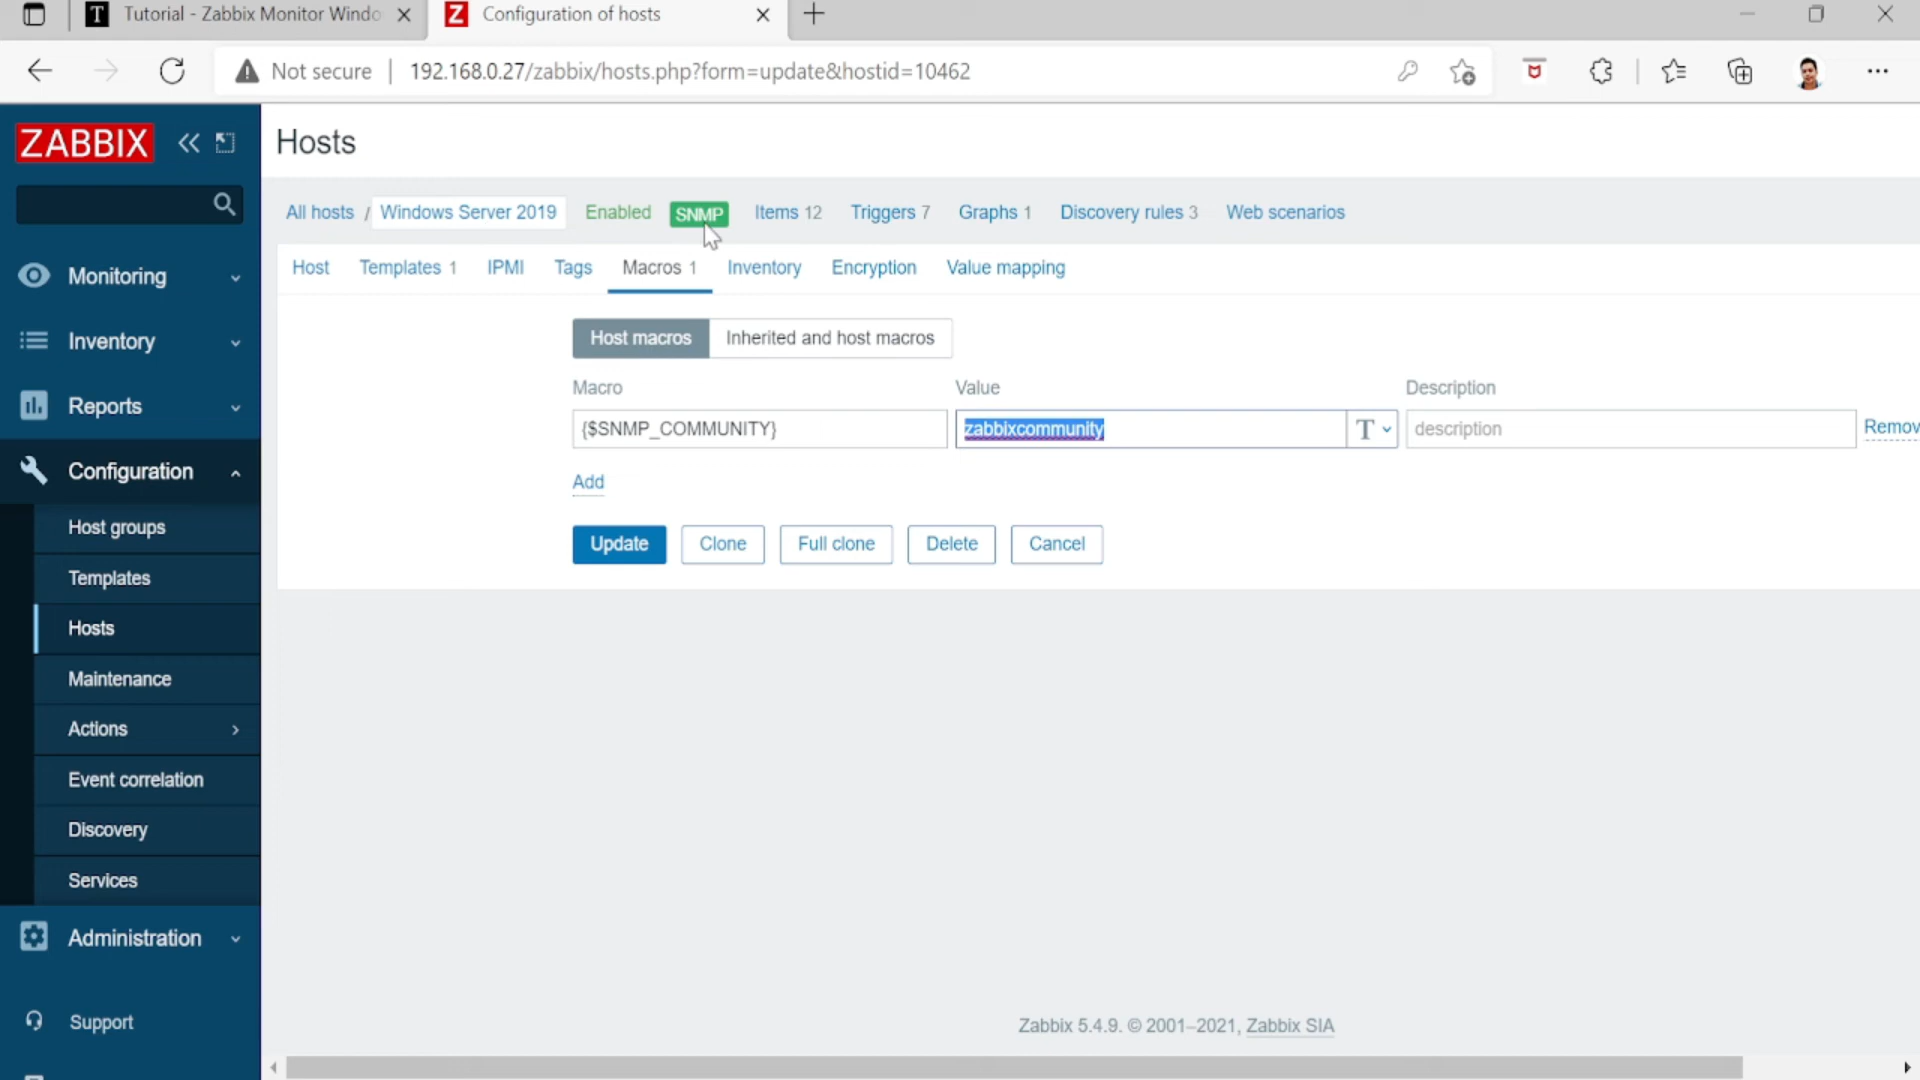 T Tutorial - Zabbix Monitor Windo
Z Configuration of hosts
Not secure 192.168.0.27/zabbix/hosts.php?form=update&hostid=10462
ZABBIX
Hosts
All hosts / Windows Server 2019 Enabled SNMP Items 12 Triggers 7 Graphs 1 Discovery rules 3 Web scenarios
Host Templates 1 IPMI Tags Macros 1 Inventory Encryption Value mapping
Host macros Inherited and host macros
Macro Value Description
{$SNMP_COMMUNITY} zabbixcommunity T description Remov
Add
Update Clone Full clone Delete Cancel
Monitoring
Inventory
Reports
Configuration
Host groups
Templates
Hosts
Maintenance
Actions
Event correlation
Discovery
Services
Administration
Support
Zabbix 5.4.9. © 2001–2021, Zabbix SIA